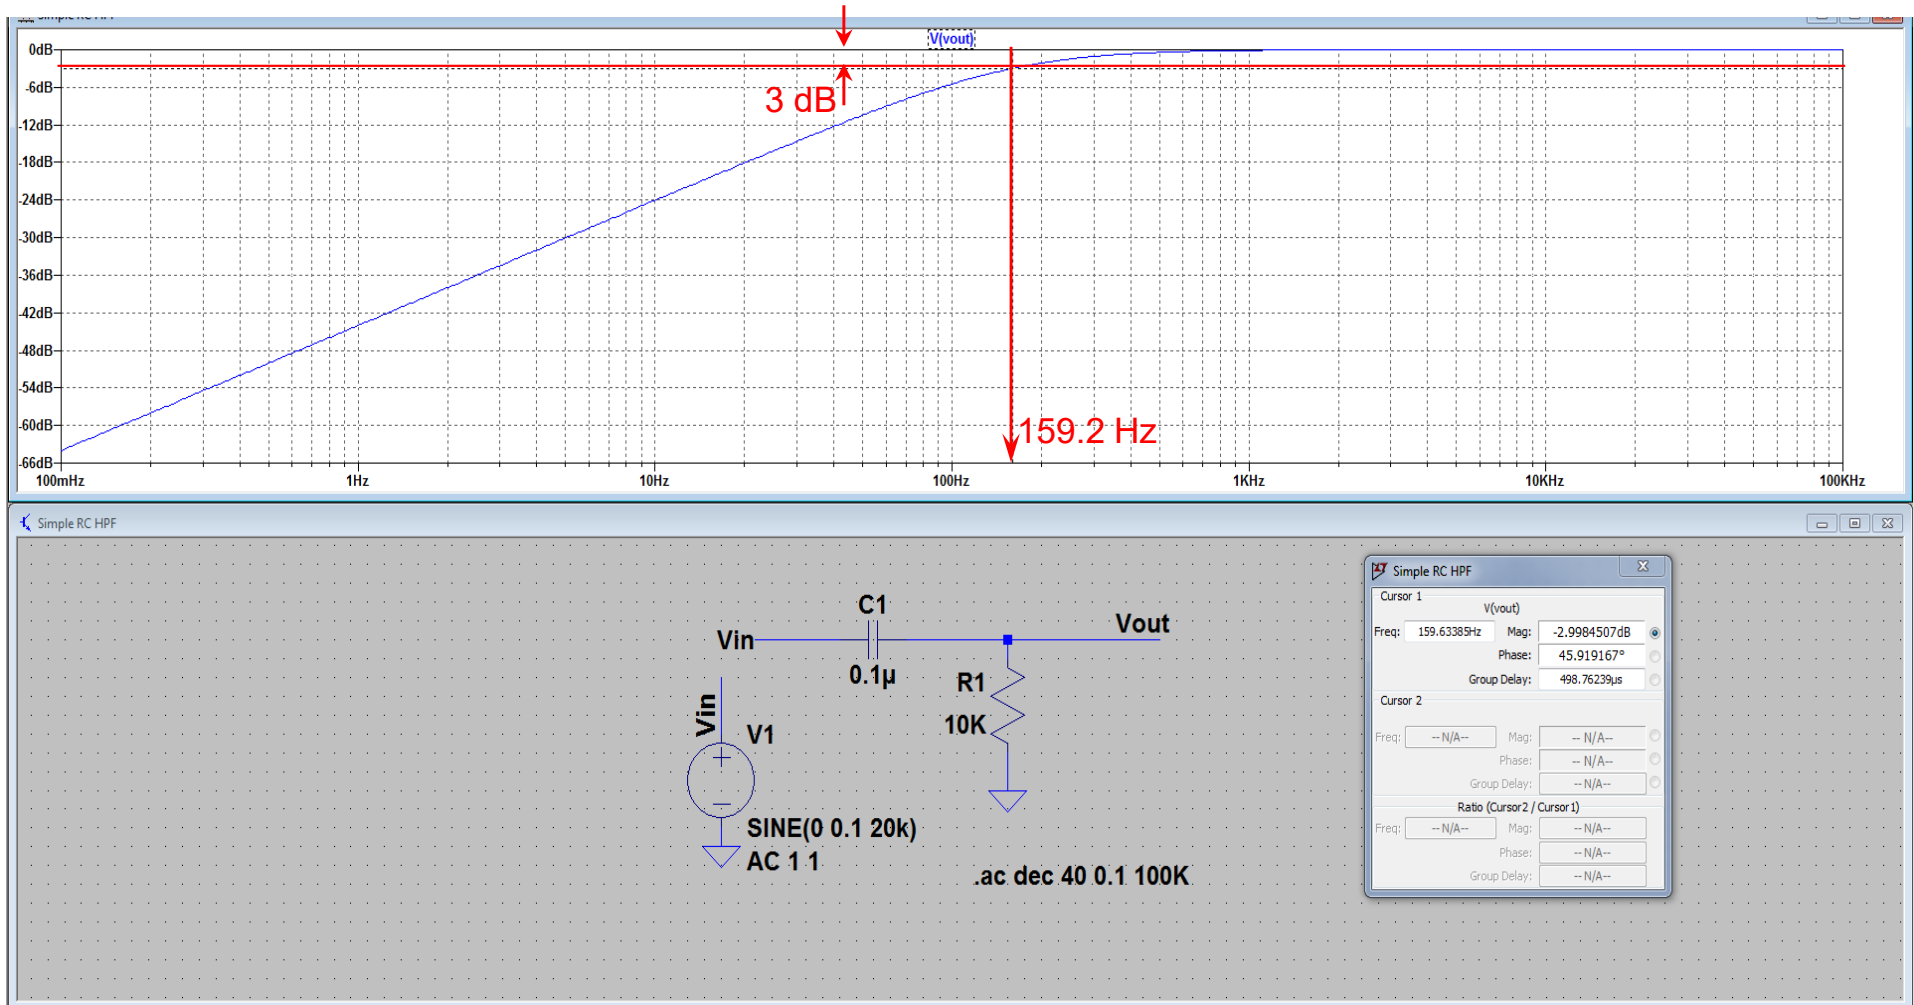 Simple RC HPF
V(vout)
0dB
-6dB
-12dB
-18dB
-24dB
-30dB
-36dB
-42dB
-48dB
-54dB
-60dB
-66dB
3 dB
159.2 Hz
100mHz 1Hz 10Hz 100Hz 1KHz 10KHz 100KHz
Simple RC HPF
C1
Vin
Vout
0.1µ
R1
10K
Vin
V1
SINE(0 0.1 20k)
AC 1 1
.ac dec 40 0.1 100K
Simple RC HPF
Cursor 1
V(vout)
Freq: 159.63385Hz Mag: -2.9984507dB
Phase: 45.919167°
Group Delay: 498.76239µs
Cursor 2
Freq: -- N/A-- Mag: -- N/A--
Phase: -- N/A--
Group Delay: -- N/A--
Ratio (Cursor2 / Cursor1)
Freq: -- N/A-- Mag: -- N/A--
Phase: -- N/A--
Group Delay: -- N/A--